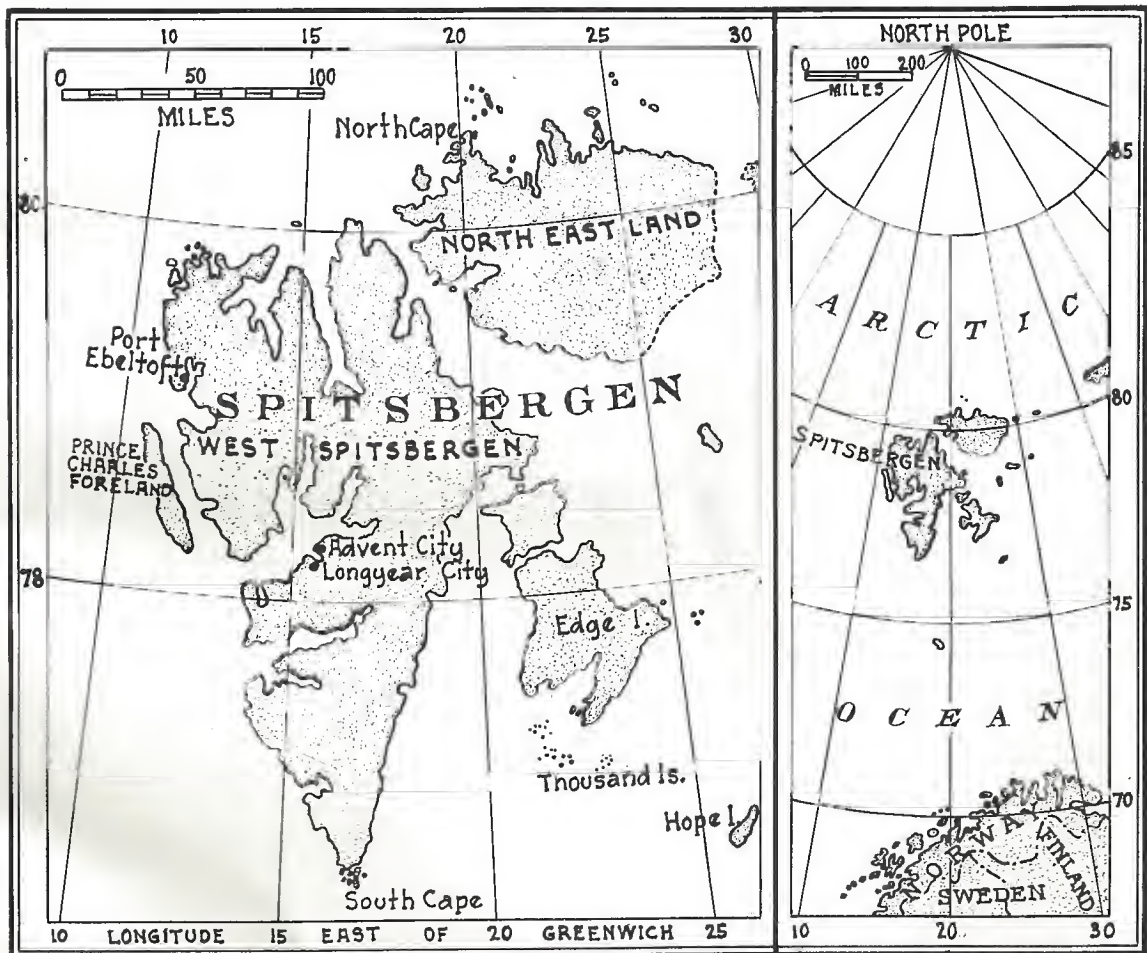 10 15 20 25 30
0 50 100
MILES
North Cape
80
NORTH EAST LAND
Port
Ebeltoft
SPITSBERGEN
WEST SPITSBERGEN
PRINCE
CHARLES
FORELAND
Advent City
Longyear City
78
Edge I.
Thousand Is.
Hope I.
South Cape
10 LONGITUDE 15 EAST OF 20 GREENWICH 25
NORTH POLE
0 100 200
MILES
85
ARCTIC
80
SPITSBERGEN
75
OCEAN
70
NORWAY
FINLAND
SWEDEN
10 20 30